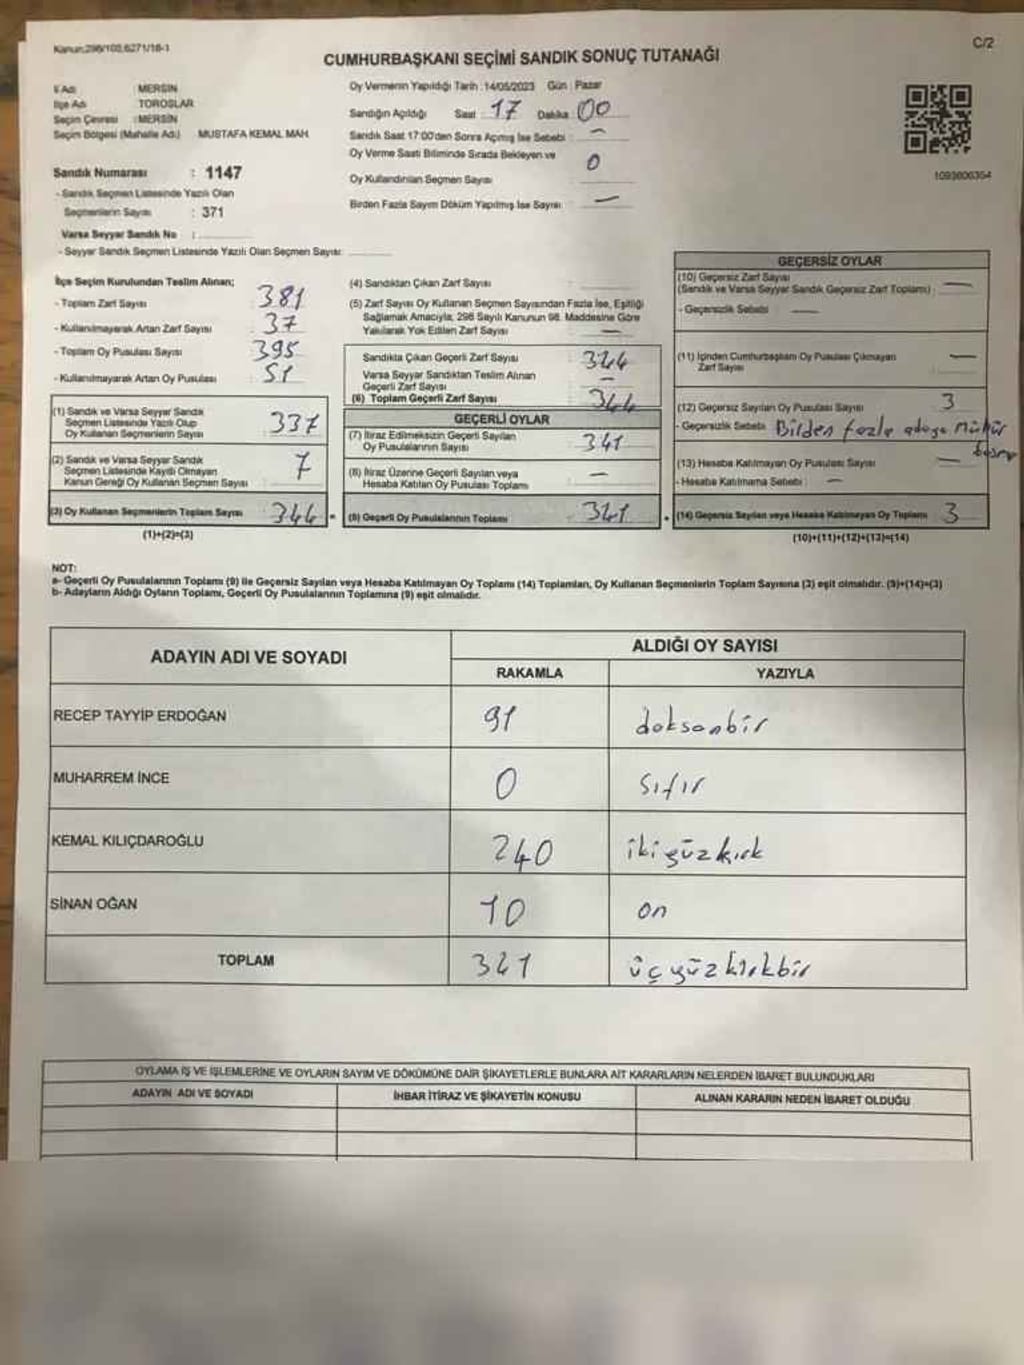 Kanun:298/105,6271/18-1
C/2
CUMHURBAŞKANI SEÇİMİ SANDIK SONUÇ TUTANAĞI
İl Adı : MERSİN
İlçe Adı : TOROSLAR
Seçim Çevresi : MERSİN
Seçim Bölgesi (Mahalle Adı) MUSTAFA KEMAL MAH.
Sandık Numarası : 1147
- Sandık Seçmen Listesinde Yazılı Olan
Seçmenlerin Sayısı : 371
Varsa Seyyar Sandık No :
- Seyyar Sandık Seçmen Listesinde Yazılı Olan Seçmen Sayısı:
Oy Vermenin Yapıldığı Tarih : 14/05/2023 Gün : Pazar
Sandığın Açıldığı Saat : 17 Dakika : 00
Sandık Saat 17:00'den Sonra Açılmış İse Sebebi : -
Oy Verme Saati Bitiminde Sırada Bekleyen ve
Oy Kullandırılan Seçmen Sayısı : 0
Birden Fazla Sayım Döküm Yapılmış İse Sayısı : -
1093606354
İlçe Seçim Kurulundan Teslim Alınan;
- Toplam Zarf Sayısı : 381
- Kullanılmayarak Artan Zarf Sayısı : 37
- Toplam Oy Pusulası Sayısı : 395
- Kullanılmayarak Artan Oy Pusulası : 51
(1) Sandık ve Varsa Seyyar Sandık
Seçmen Listesinde Yazılı Olup
Oy Kullanan Seçmenlerin Sayısı : 337
(2) Sandık ve Varsa Seyyar Sandık
Seçmen Listesinde Kayıtlı Olmayan
Kanun Gereği Oy Kullanan Seçmen Sayısı : 7
(3) Oy Kullanan Seçmenlerin Toplam Sayısı : 344
(1)+(2)=(3)
(4) Sandıktan Çıkan Zarf Sayısı :
(5) Zarf Sayısı Oy Kullanan Seçmen Sayısından Fazla İse, Eşitliği
Sağlamak Amacıyla, 298 Sayılı Kanunun 98. Maddesine Göre
Yakılarak Yok Edilen Zarf Sayısı : -
Sandıkta Çıkan Geçerli Zarf Sayısı : 344
Varsa Seyyar Sandıktan Teslim Alınan
Geçerli Zarf Sayısı : -
(6) Toplam Geçerli Zarf Sayısı : 344
GEÇERLİ OYLAR
(7) İtiraz Edilmeksizin Geçerli Sayılan
Oy Pusulalarının Sayısı : 341
(8) İtiraz Üzerine Geçerli Sayılan veya
Hesaba Katılan Oy Pusulası Toplamı : -
(9) Geçerli Oy Pusulalarının Toplamı : 341
GEÇERSİZ OYLAR
(10) Geçersiz Zarf Sayısı
(Sandık ve Varsa Seyyar Sandık Geçersiz Zarf Toplamı) : -
- Geçersizlik Sebebi : -
(11) İçinden Cumhurbaşkanı Oy Pusulası Çıkmayan
Zarf Sayısı : -
(12) Geçersiz Sayılan Oy Pusulası Sayısı : 3
- Geçersizlik Sebebi : Birden fazla adaya mühür
basma
(13) Hesaba Katılmayan Oy Pusulası Sayısı : -
- Hesaba Katılmama Sebebi : -
(14) Geçersiz Sayılan veya Hesaba Katılmayan Oy Toplamı : 3
(10)+(11)+(12)+(13)=(14)
NOT:
a- Geçerli Oy Pusulalarının Toplamı (9) ile Geçersiz Sayılan veya Hesaba Katılmayan Oy Toplamı (14) Toplamları, Oy Kullanan Seçmenlerin Toplam Sayısına (3) eşit olmalıdır. (9)+(14)=(3)
b- Adayların Aldığı Oyların Toplamı, Geçerli Oy Pusulalarının Toplamına (9) eşit olmalıdır.
ADAYIN ADI VE SOYADI ALDIĞI OY SAYISI
RAKAMLA YAZIYLA
RECEP TAYYİP ERDOĞAN 91 doksanbir
MUHARREM İNCE 0 sıfır
KEMAL KILIÇDAROĞLU 240 ikiyüzkırk
SİNAN OĞAN 10 on
TOPLAM 341 üçyüzkırkbir
OYLAMA İŞ VE İŞLEMLERİNE VE OYLARIN SAYIM VE DÖKÜMÜNE DAİR ŞİKAYETLERLE BUNLARA AİT KARARLARIN NELERDEN İBARET BULUNDUKLARI
ADAYIN ADI VE SOYADI İHBAR İTİRAZ VE ŞİKAYETİN KONUSU ALINAN KARARIN NEDEN İBARET OLDUĞU